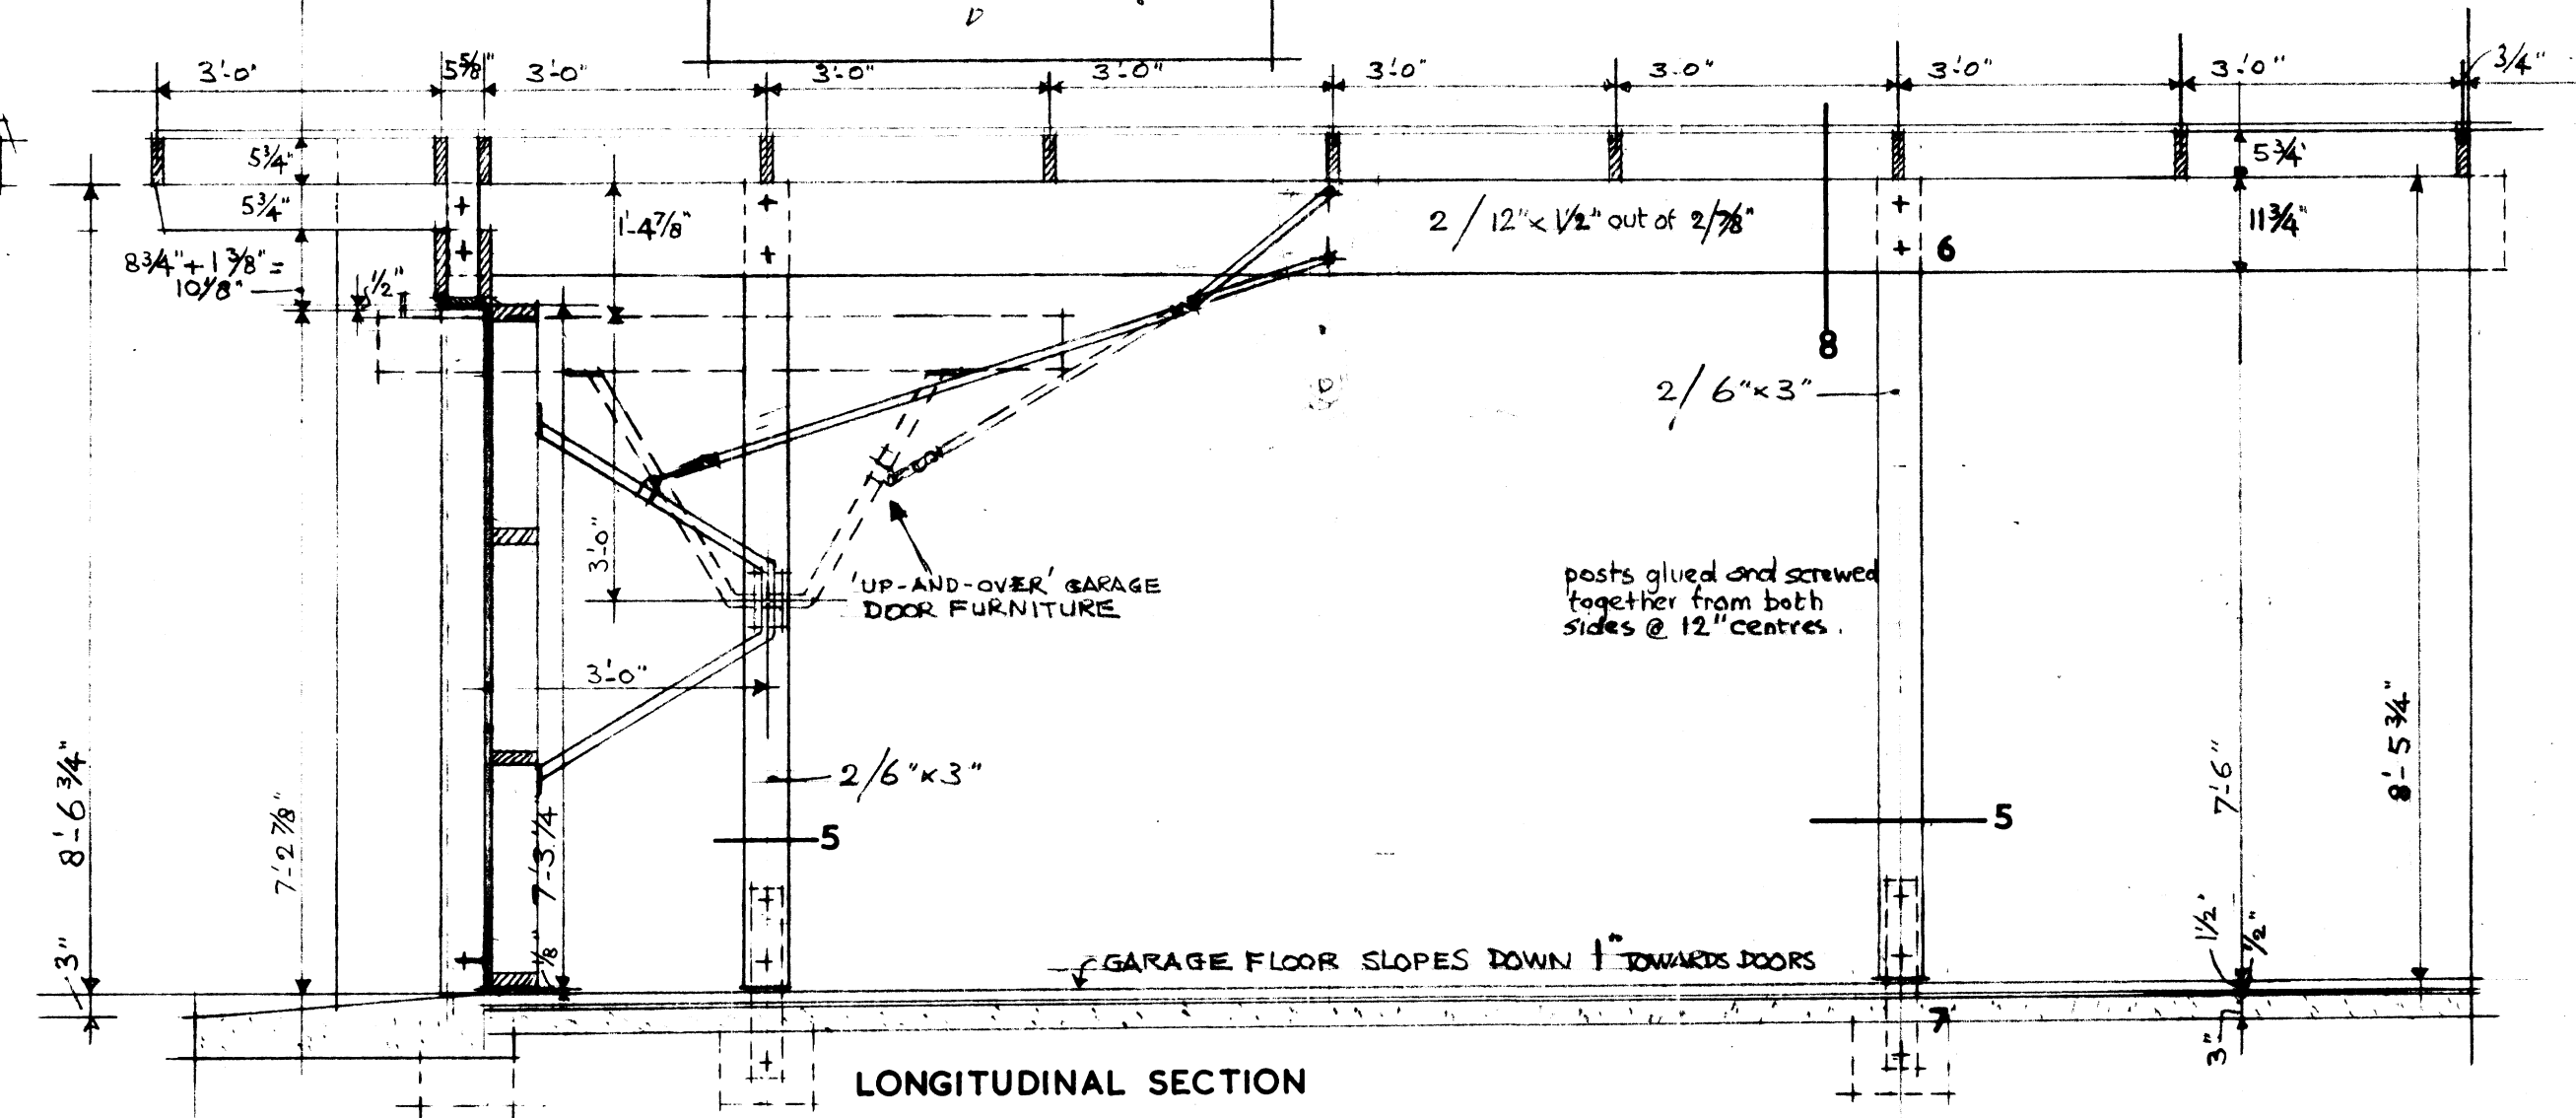 D
3'-0" 5⅝" 3'-0" 3'-0" 3'-0" 3'-0" 3'-0" 3'-0" 3'-0" 3/4"
5¾"
5¾"
5¾"
1'-4⅞"
2 / 12" x 1½" out of 2/⅞"
11¾"
6
8¾" + 1⅜" =
10⅛"
½"
8
2/ 6" x 3"
3'-0"
'UP-AND-OVER' GARAGE
DOOR FURNITURE
posts glued and screwed
together from both
sides @ 12" centres.
3'-0"
2/6" x 3"
8'-6¾"
7'-2⅞"
7'-3¼"
7'-6"
8'-5¾"
5
5
3"
⅛"
1½"
½"
GARAGE FLOOR SLOPES DOWN 1" TOWARDS DOORS
7
3"
LONGITUDINAL SECTION